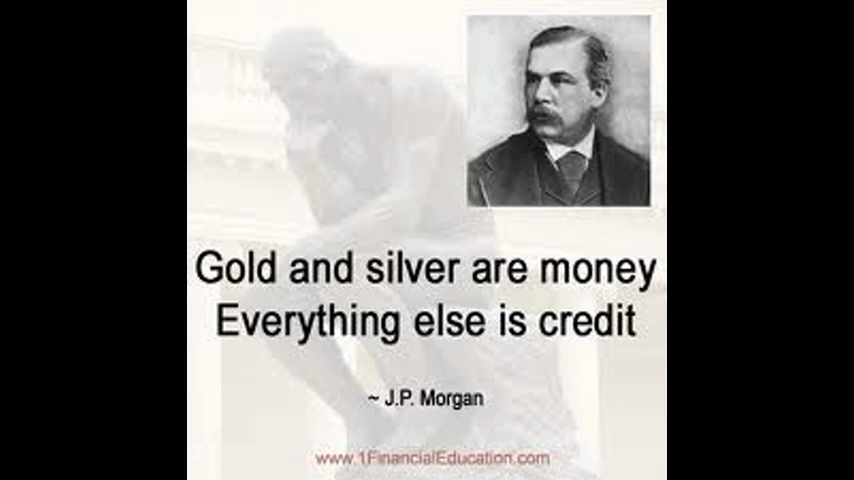 Gold and silver are money
Everything else is credit
~ J.P. Morgan
www.1FinancialEducation.com